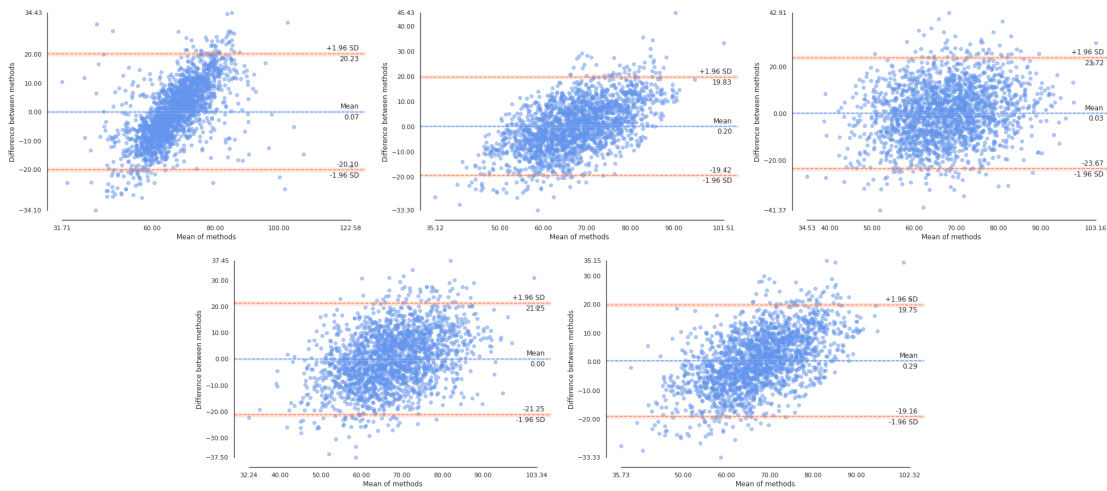 34.43
20.00
10.00
0.00
−10.00
−20.00
−34.10
Difference between methods
+1.96 SD
20.23
Mean
0.07
-20.10
-1.96 SD
31.71 60.00 80.00 100.00 122.58
Mean of methods
45.43
40.00
30.00
20.00
10.00
0.00
−10.00
−20.00
−33.30
Difference between methods
+1.96 SD
19.83
Mean
0.20
-19.42
-1.96 SD
35.12 50.00 60.00 70.00 80.00 90.00 101.51
Mean of methods
42.91
20.00
0.00
−20.00
−41.37
Difference between methods
+1.96 SD
23.72
Mean
0.03
-23.67
-1.96 SD
34.53 40.00 50.00 60.00 70.00 80.00 90.00 103.16
Mean of methods
37.45
30.00
20.00
10.00
0.00
−10.00
−20.00
−30.00
−37.50
Difference between methods
+1.96 SD
21.25
Mean
0.00
-21.25
-1.96 SD
32.24 40.00 50.00 60.00 70.00 80.00 90.00 103.34
Mean of methods
35.15
30.00
20.00
10.00
0.00
−10.00
−20.00
−33.33
Difference between methods
+1.96 SD
19.75
Mean
0.29
-19.16
-1.96 SD
35.73 50.00 60.00 70.00 80.00 90.00 102.32
Mean of methods